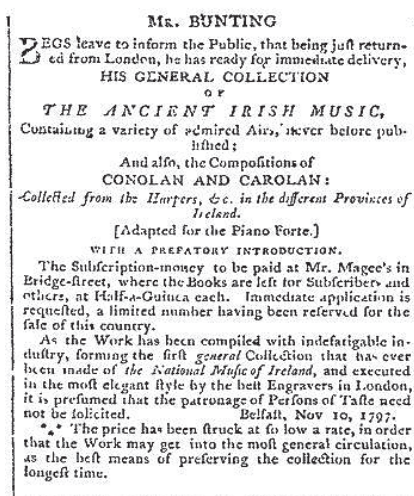 MR. BUNTING
BEGS leave to inform the Public, that being juſt return-
ed from London, he has ready for immediate delivery,
HIS GENERAL COLLECTION
OF
THE ANCIENT IRISH MUSIC,
Containing a variety of admired Airs, never before pub-
liſhed;
And alſo, the Compoſitions of
CONOLAN AND CAROLAN:
Collected from the Harpers, &c. in the different Provinces of
Ireland.
[Adapted for the Piano Forte.]
WITH A PREFATORY INTRODUCTION.
The Subſcription-money to be paid at Mr. Magee's in
Bridge-ſtreet, where the Books are left for Subſcribers and
others, at Half-a-Guinea each. Immediate application is
requeſted, a limited number having been reſerved for the
ſale of this country.
As the Work has been compiled with indefatigable in-
duſtry, forming the firſt general Collection that has ever
been made of the National Muſic of Ireland, and executed
in the moſt elegant ſtyle by the beſt Engravers in London,
it is preſumed that the patronage of Perſons of Taſte need
not be ſolicited. Belfaſt, Nov 10, 1797.
*⁎* The price has been ſtruck at ſo low a rate, in order
that the Work may get into the moſt general circulation,
as the beſt means of preſerving the collection for the
longeſt time.